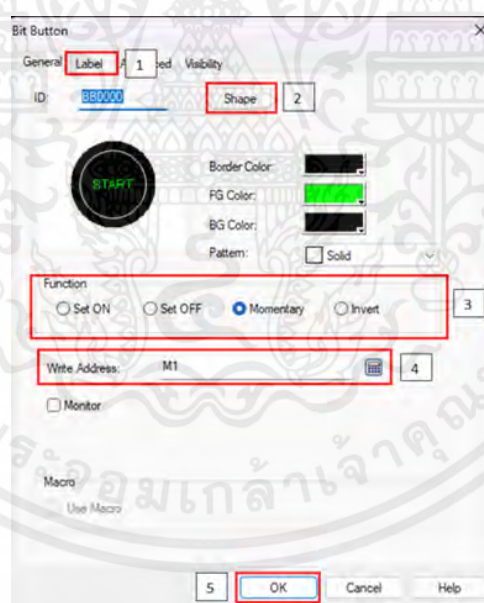 Bit Button
General Label 1 Visibility
ID: BB0000 Shape 2
START
Border Color:
FG Color:
BG Color:
Pattern: Solid
Function
Set ON Set OFF Momentary Invert 3
Write Address: M1 4
Monitor
Macro
Use Macro
5 OK Cancel Help